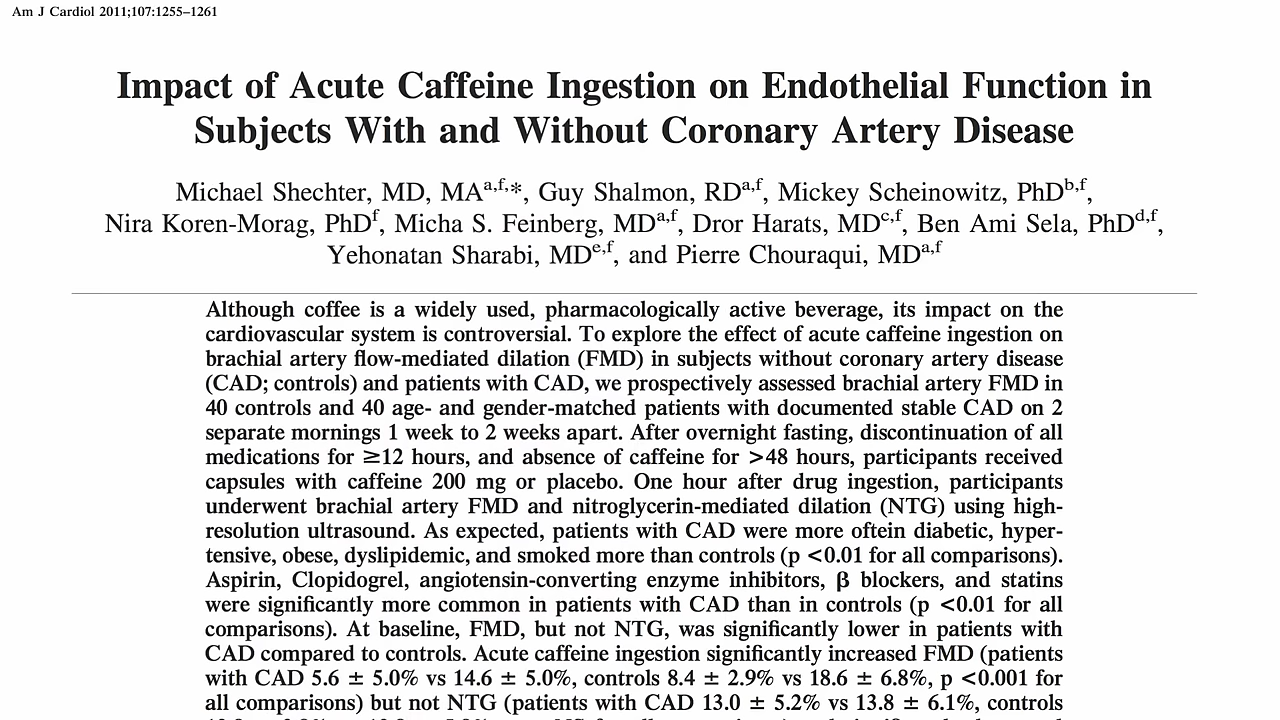 Am J Cardiol 2011;107:1255–1261
Impact of Acute Caffeine Ingestion on Endothelial Function in
Subjects With and Without Coronary Artery Disease
Michael Shechter, MD, MAa,f,*, Guy Shalmon, RDa,f, Mickey Scheinowitz, PhDb,f,
Nira Koren-Morag, PhDf, Micha S. Feinberg, MDa,f, Dror Harats, MDc,f, Ben Ami Sela, PhDd,f,
Yehonatan Sharabi, MDe,f, and Pierre Chouraqui, MDa,f
Although coffee is a widely used, pharmacologically active beverage, its impact on the
cardiovascular system is controversial. To explore the effect of acute caffeine ingestion on
brachial artery flow-mediated dilation (FMD) in subjects without coronary artery disease
(CAD; controls) and patients with CAD, we prospectively assessed brachial artery FMD in
40 controls and 40 age- and gender-matched patients with documented stable CAD on 2
separate mornings 1 week to 2 weeks apart. After overnight fasting, discontinuation of all
medications for ≥12 hours, and absence of caffeine for >48 hours, participants received
capsules with caffeine 200 mg or placebo. One hour after drug ingestion, participants
underwent brachial artery FMD and nitroglycerin-mediated dilation (NTG) using high-
resolution ultrasound. As expected, patients with CAD were more oftein diabetic, hyper-
tensive, obese, dyslipidemic, and smoked more than controls (p <0.01 for all comparisons).
Aspirin, Clopidogrel, angiotensin-converting enzyme inhibitors, β blockers, and statins
were significantly more common in patients with CAD than in controls (p <0.01 for all
comparisons). At baseline, FMD, but not NTG, was significantly lower in patients with
CAD compared to controls. Acute caffeine ingestion significantly increased FMD (patients
with CAD 5.6 ± 5.0% vs 14.6 ± 5.0%, controls 8.4 ± 2.9% vs 18.6 ± 6.8%, p <0.001 for
all comparisons) but not NTG (patients with CAD 13.0 ± 5.2% vs 13.8 ± 6.1%, controls